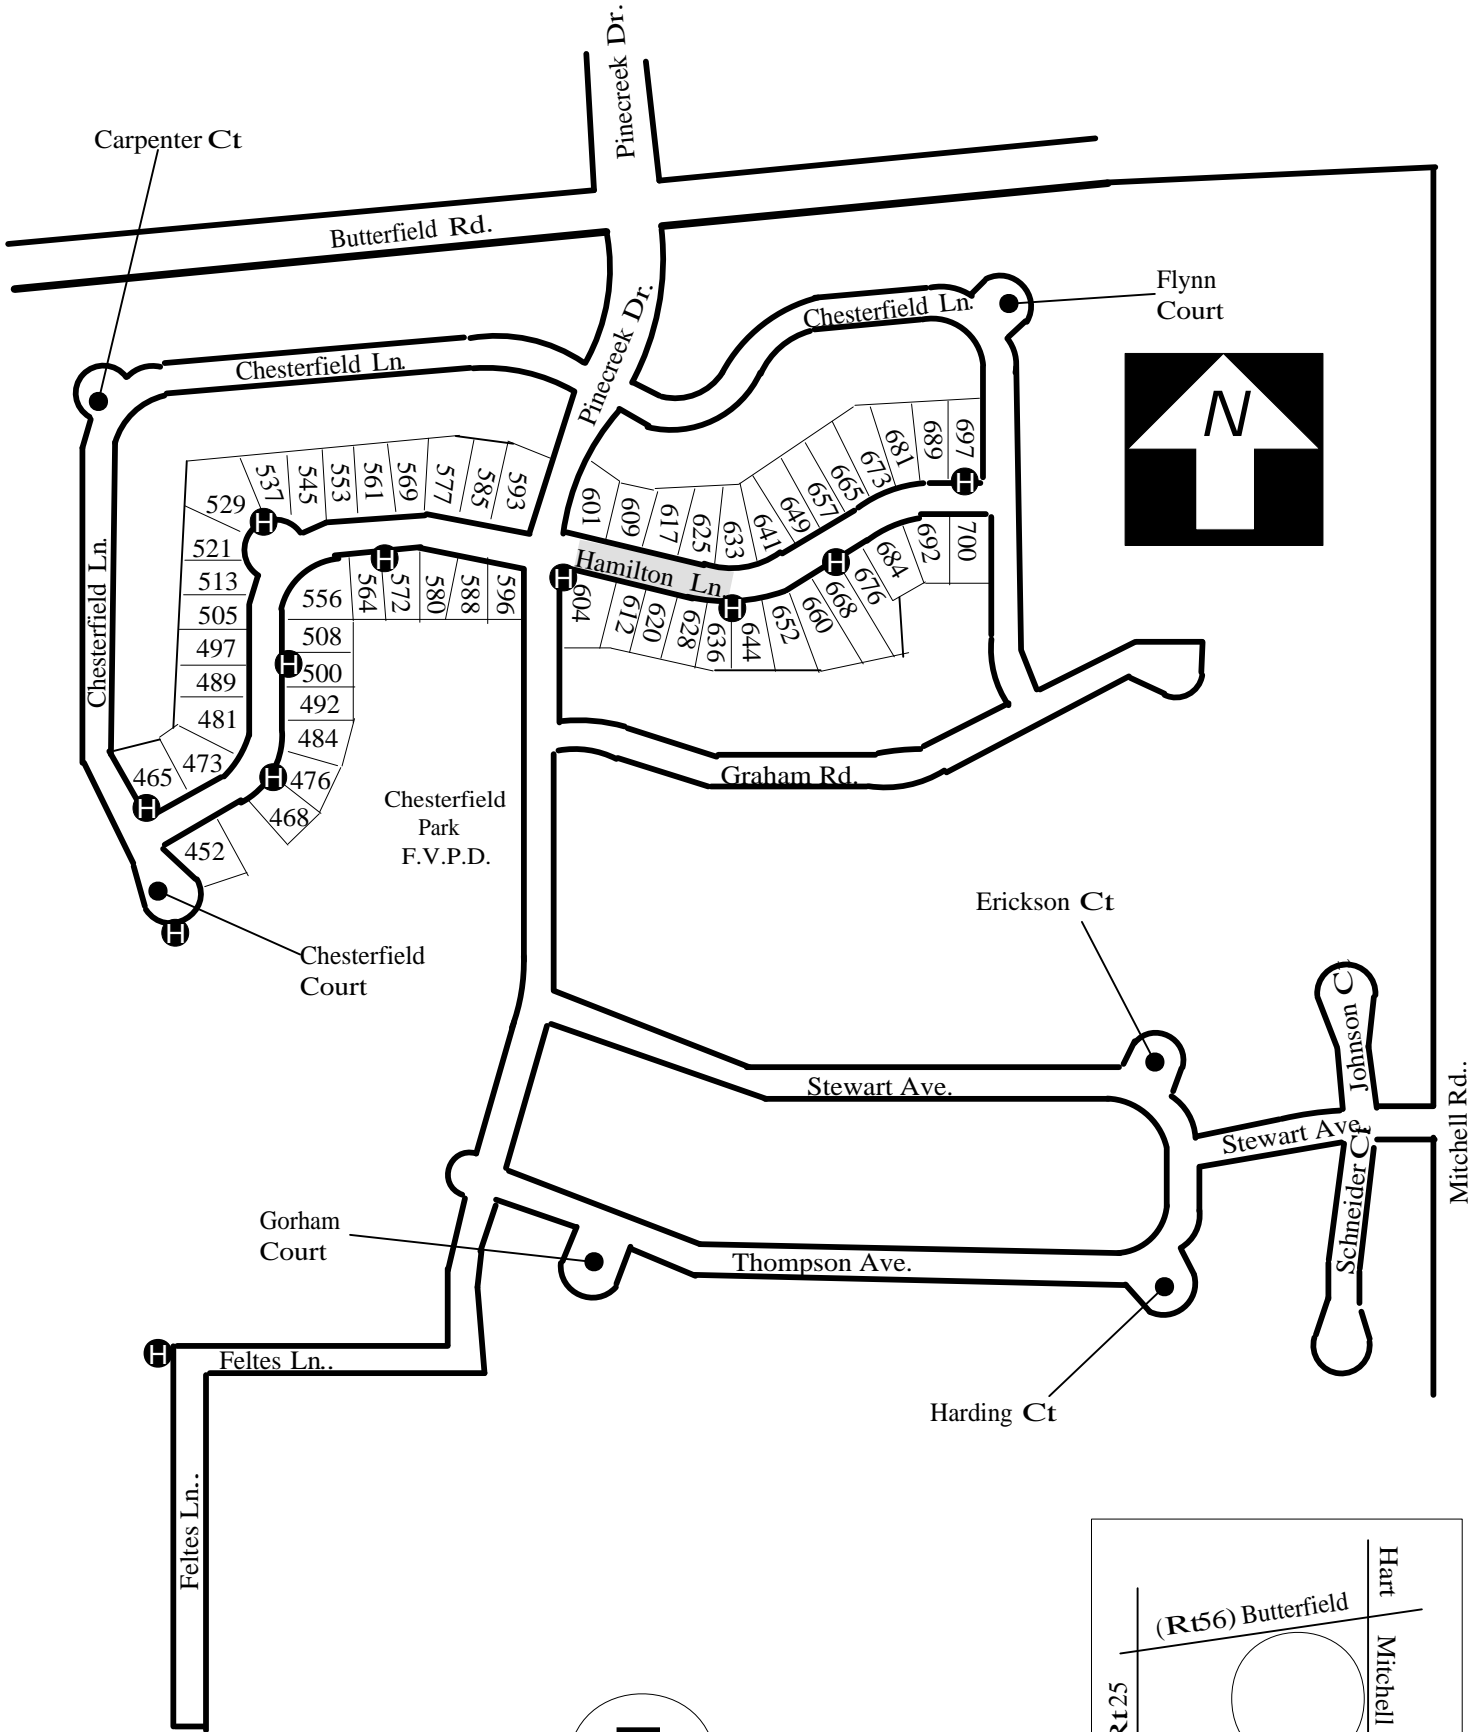 Pinecreek Dr.
Carpenter Ct
Butterfield Rd.
Flynn
Court
Pinecreek Dr.
Chesterfield Ln.
Chesterfield Ln.
N
697
689
681
673
665
657
649
641
633
625
617
609
601
593
585
577
569
561
553
545
537
529
521
513
505
497
489
481
473
465
H
H
H
H
H
H
H
H
H
H
H
H
Hamilton Ln.
Chesterfield Ln.
556
564
572
580
588
596
604
612
620
628
636
644
652
660
668
676
684
692
700
508
500
492
484
476
468
452
Graham Rd.
Chesterfield
Park
F.V.P.D.
Erickson Ct
Chesterfield
Court
Johnson Ct
Stewart Ave.
Stewart Ave
Mitchell Rd..
Schneider Ct
Gorham
Court
Thompson Ave.
Feltes Ln..
Harding Ct
Feltes Ln..
Hart
(Rt56) Butterfield
Mitchell
Rt25